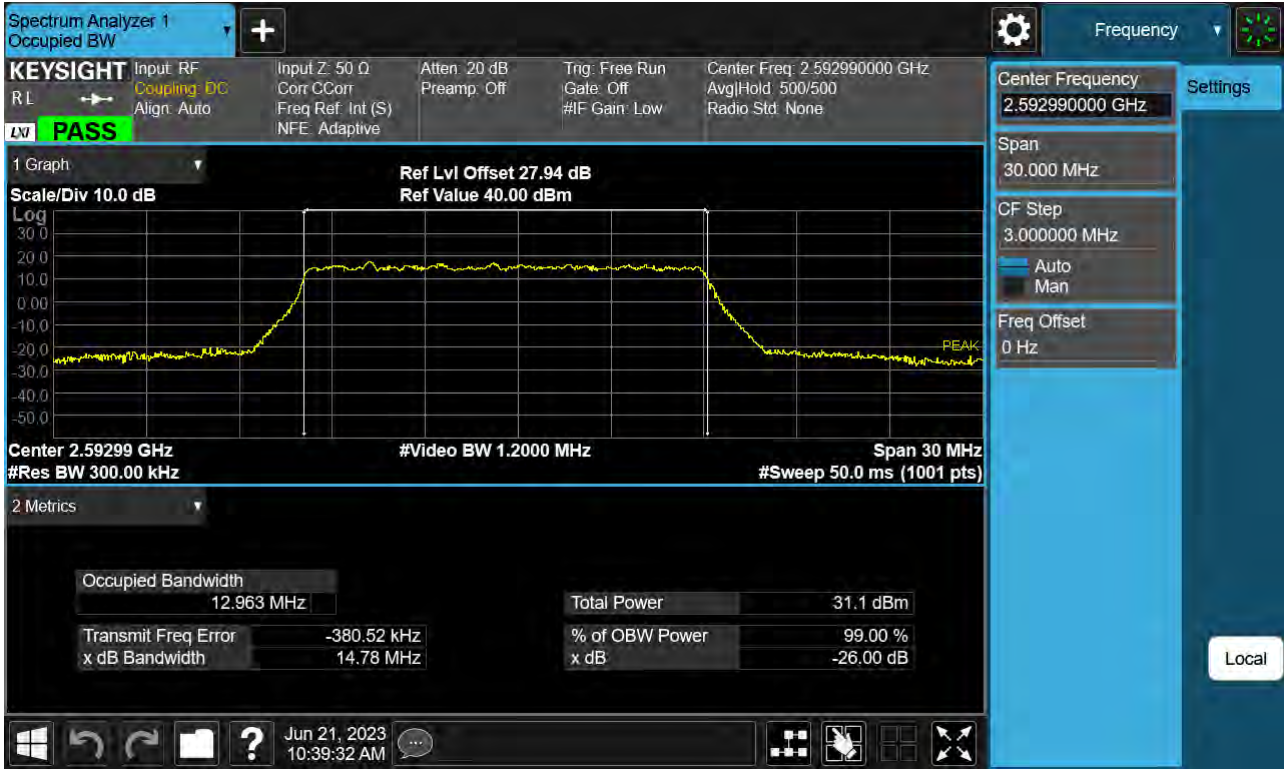 Spectrum Analyzer 1
Occupied BW
+
Frequency
KEYSIGHT
R L
LXI
PASS
Input: RF
Coupling: DC
Align: Auto
Input Z: 50 Ω
Corr CCorr
Freq Ref: Int (S)
NFE: Adaptive
Atten: 20 dB
Preamp: Off
Trig: Free Run
Gate: Off
#IF Gain: Low
Center Freq: 2.592990000 GHz
Avg|Hold: 500/500
Radio Std: None
1 Graph
Ref Lvl Offset 27.94 dB
Scale/Div 10.0 dB
Ref Value 40.00 dBm
Log
30.0
20.0
10.0
0.00
-10.0
-20.0
-30.0
-40.0
-50.0
PEAK
Center 2.59299 GHz
#Video BW 1.2000 MHz
Span 30 MHz
#Res BW 300.00 kHz
#Sweep 50.0 ms (1001 pts)
2 Metrics
Occupied Bandwidth
12.963 MHz
Total Power 31.1 dBm
Transmit Freq Error -380.52 kHz
% of OBW Power 99.00 %
x dB Bandwidth 14.78 MHz
x dB -26.00 dB
Center Frequency
2.592990000 GHz
Settings
Span
30.000 MHz
CF Step
3.000000 MHz
Auto
Man
Freq Offset
0 Hz
Local
?
Jun 21, 2023
10:39:32 AM